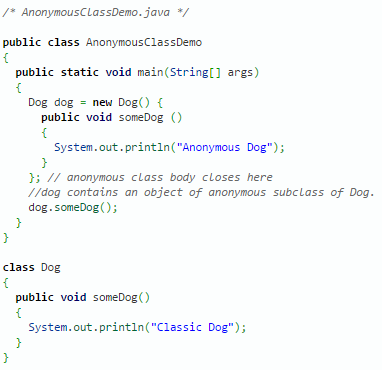 /* AnonymousClassDemo.java */
public class AnonymousClassDemo
{
public static void main(String[] args)
{
Dog dog = new Dog() {
public void someDog ()
{
System.out.println("Anonymous Dog");
}
}; // anonymous class body closes here
//dog contains an object of anonymous subclass of Dog.
dog.someDog();
}
}
class Dog
{
public void someDog()
{
System.out.println("Classic Dog");
}
}